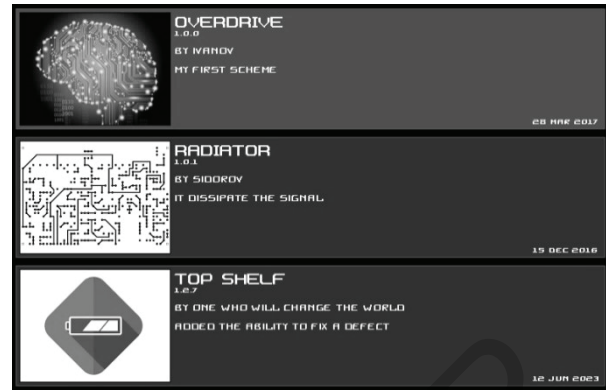 OVERDRIVE
1.0.0
BY IVANOV
MY FIRST SCHEME
28 MAR 2017
RADIATOR
1.0.1
BY SIDOROV
IT DISSIPATE THE SIGNAL
15 DEC 2016
TOP SHELF
1.2.7
BY ONE WHO WILL CHANGE THE WORLD
ADDED THE ABILITY TO FIX A DEFECT
12 JUN 2023